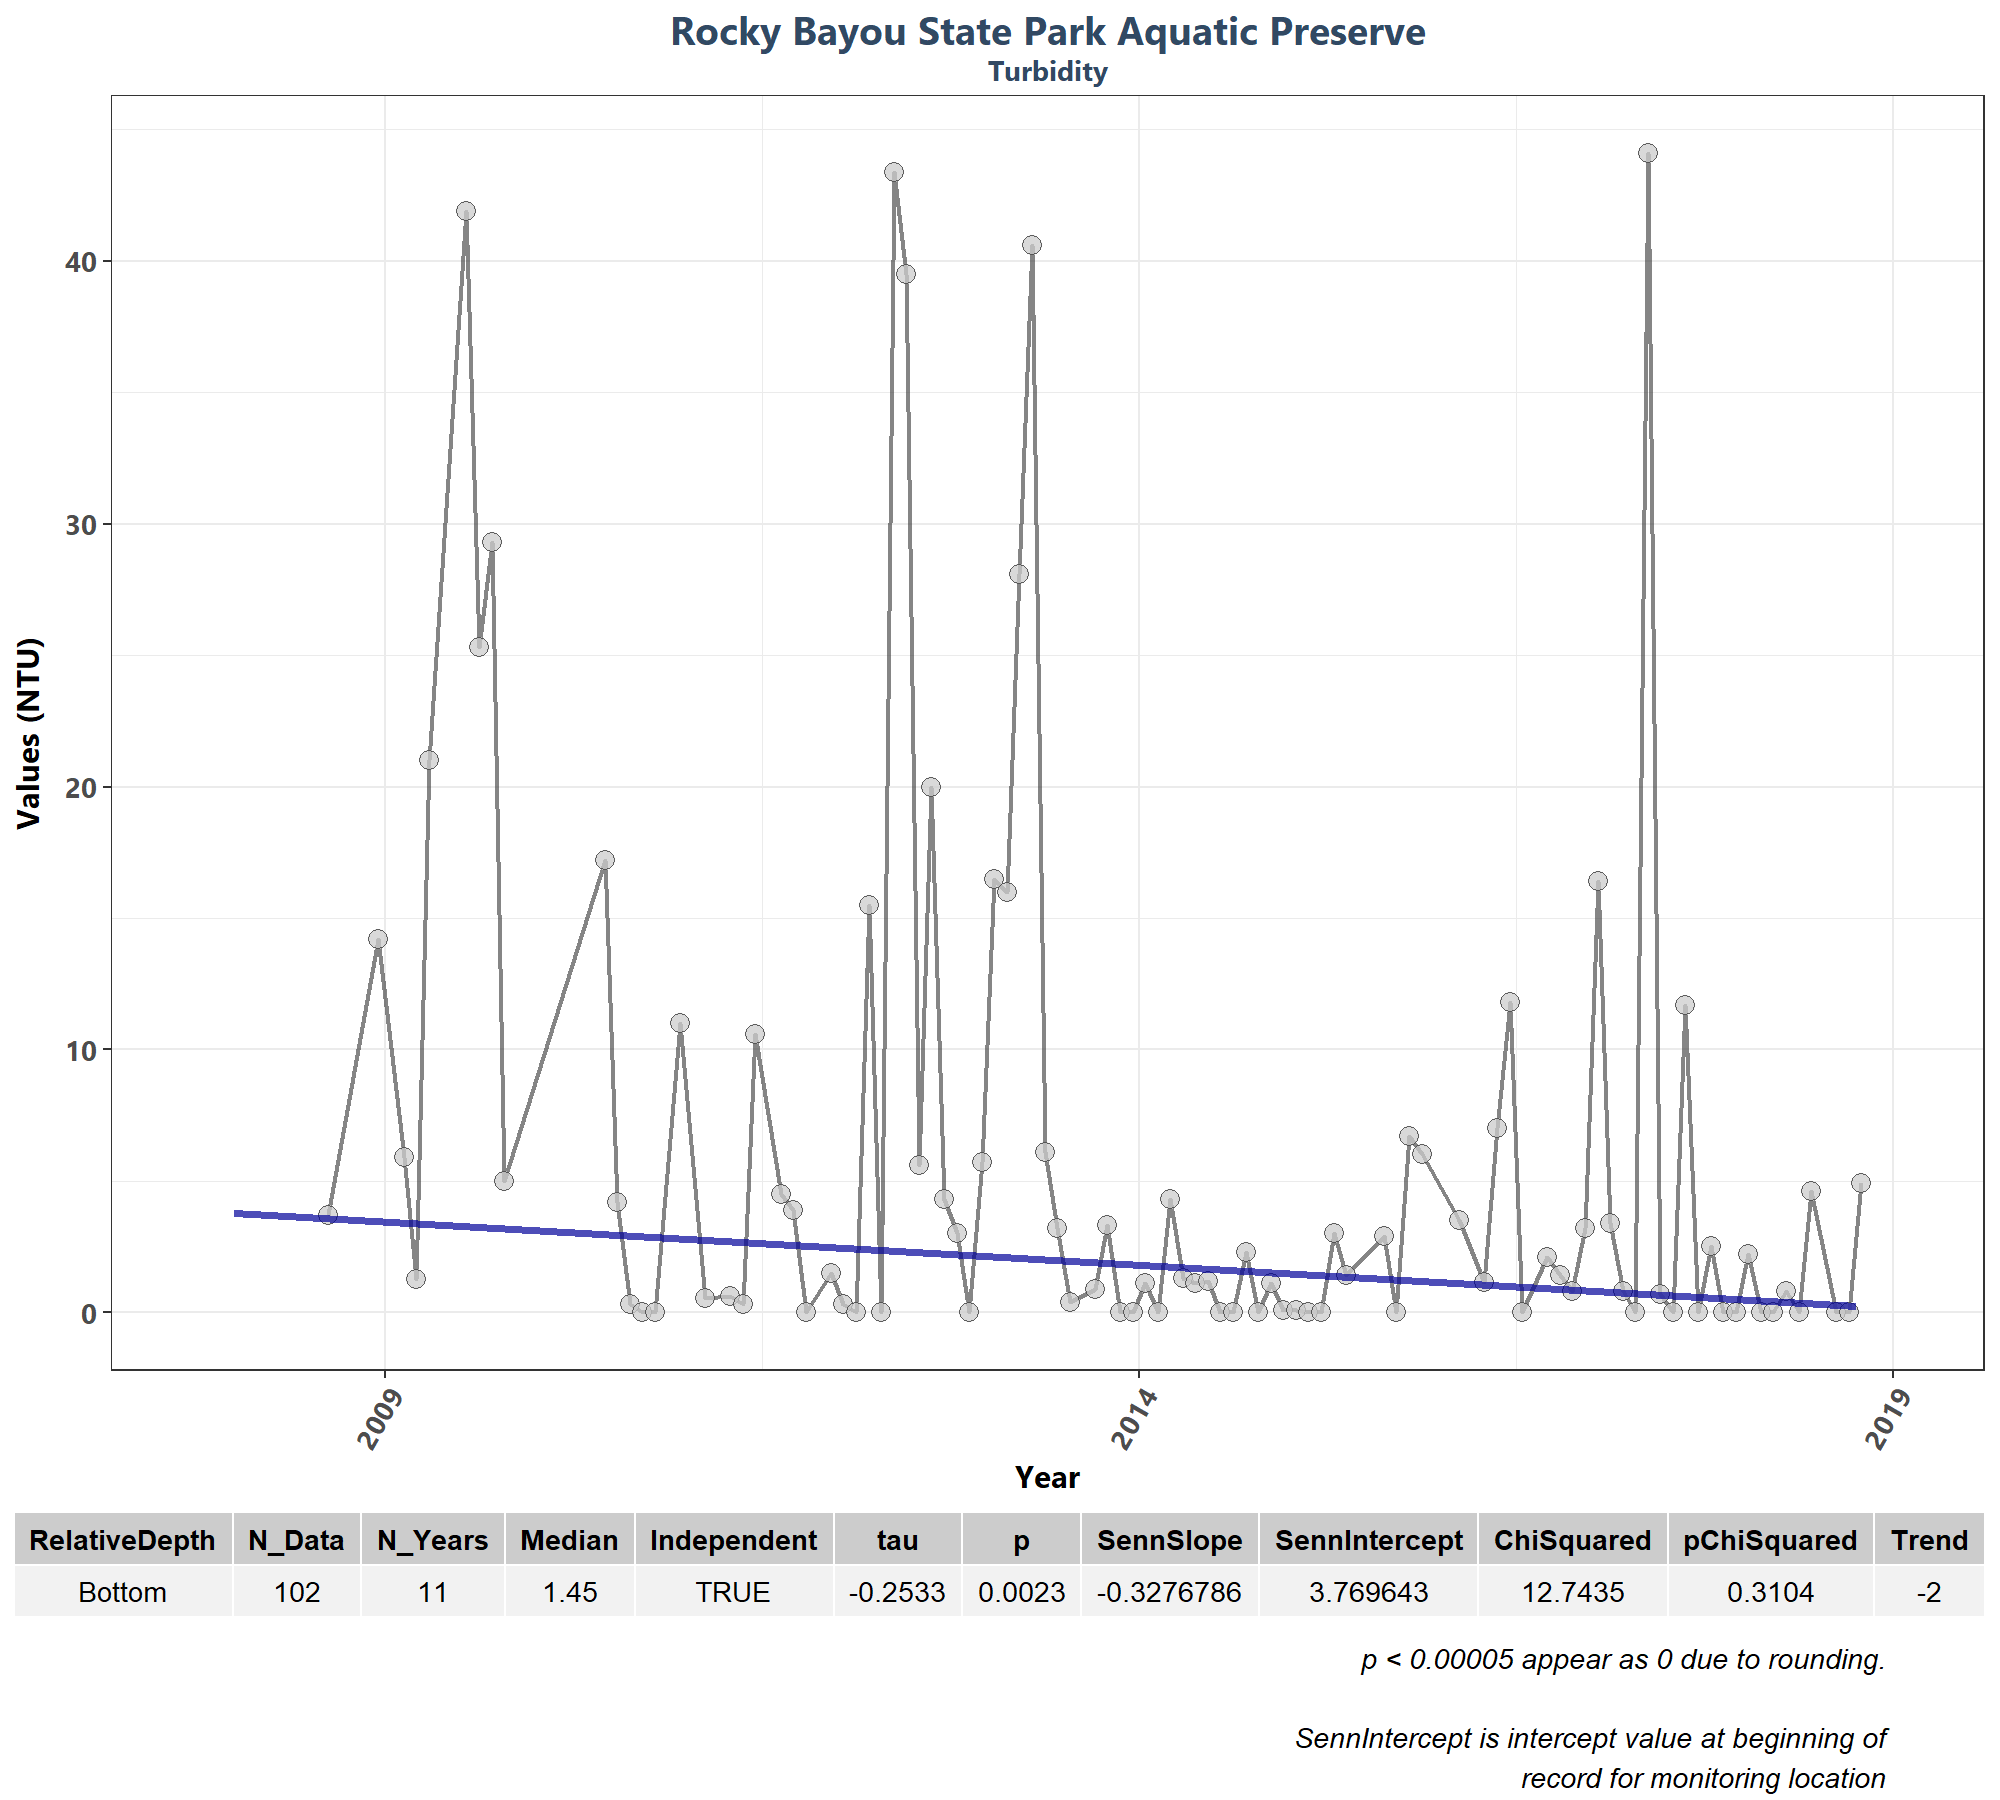 Rocky Bayou State Park Aquatic Preserve
Turbidity
Values (NTU)
40
30
20
10
0
2009
2014
2019
Year
RelativeDepth N_Data N_Years Median Independent tau p SennSlope SennIntercept ChiSquared pChiSquared Trend
Bottom 102 11 1.45 TRUE -0.2533 0.0023 -0.3276786 3.769643 12.7435 0.3104 -2
p < 0.00005 appear as 0 due to rounding.
SennIntercept is intercept value at beginning of
record for monitoring location